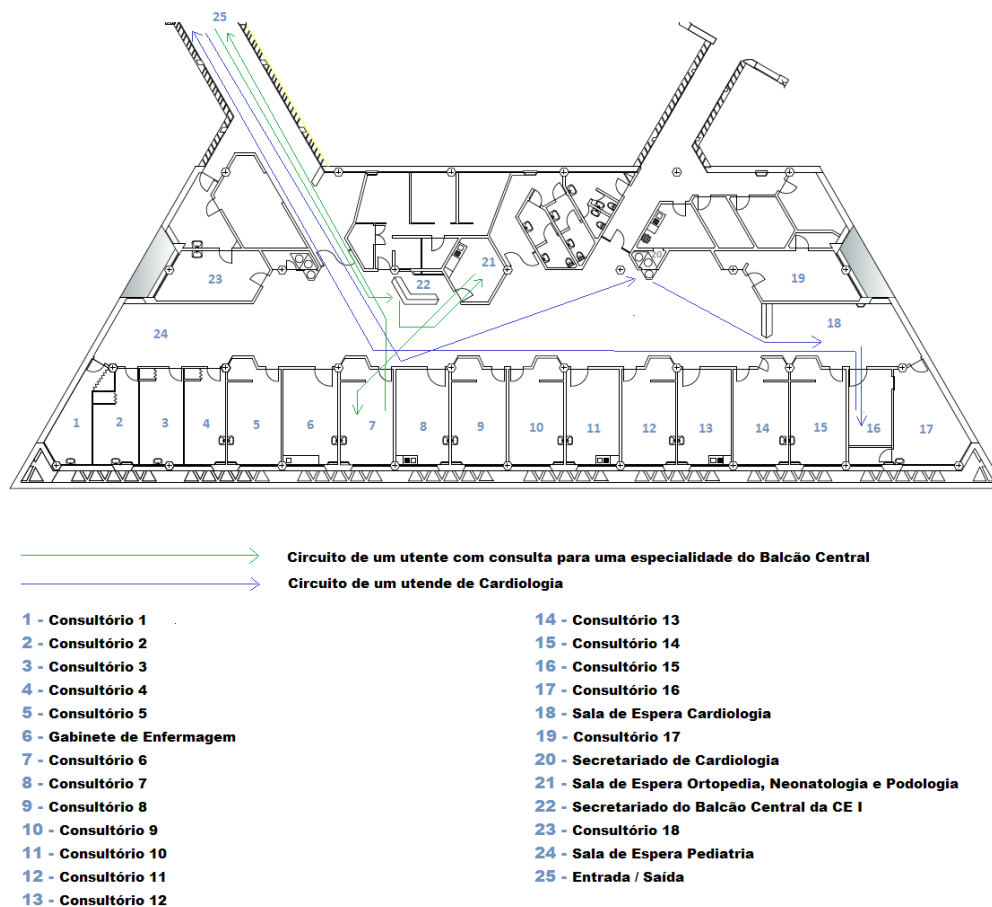 25
20
21
23
19
22
18
24
1
2
3
4
5
6
7
8
9
10
11
12
13
14
15
16
17
Circuito de um utente com consulta para uma especialidade do Balcão Central
Circuito de um utende de Cardiologia
1 - Consultório 1
2 - Consultório 2
3 - Consultório 3
4 - Consultório 4
5 - Consultório 5
6 - Gabinete de Enfermagem
7 - Consultório 6
8 - Consultório 7
9 - Consultório 8
10 - Consultório 9
11 - Consultório 10
12 - Consultório 11
13 - Consultório 12
14 - Consultório 13
15 - Consultório 14
16 - Consultório 15
17 - Consultório 16
18 - Sala de Espera Cardiologia
19 - Consultório 17
20 - Secretariado de Cardiologia
21 - Sala de Espera Ortopedia, Neonatologia e Podologia
22 - Secretariado do Balcão Central da CE I
23 - Consultório 18
24 - Sala de Espera Pediatria
25 - Entrada / Saída